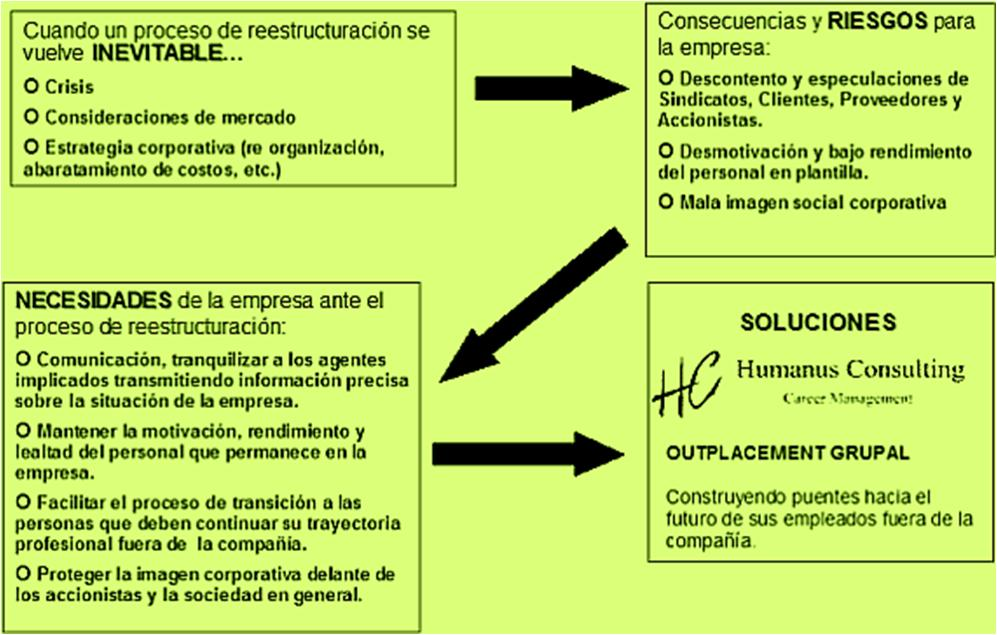 Cuando un proceso de reestructuración se
vuelve INEVITABLE...
O Crisis
O Consideraciones de mercado
O Estrategia corporativa (re organización,
abaratamiento de costos, etc.)
Consecuencias y RIESGOS para
la empresa:
O Descontento y especulaciones de
Sindicatos, Clientes, Proveedores y
Accionistas.
O Desmotivación y bajo rendimiento
del personal en plantilla.
O Mala imagen social corporativa
NECESIDADES de la empresa ante el
proceso de reestructuración:
O Comunicación, tranquilizar a los agentes
implicados transmitiendo información precisa
sobre la situación de la empresa.
O Mantener la motivación, rendimiento y
lealtad del personal que permanece en la
empresa.
O Facilitar el proceso de transición a las
personas que deben continuar su trayectoria
profesional fuera de la compañía.
O Proteger la imagen corporativa delante de
los accionistas y la sociedad en general.
SOLUCIONES
HC Humanus Consulting
Career Management
OUTPLACEMENT GRUPAL
Construyendo puentes hacia el
futuro de sus empleados fuera de la
compañía.